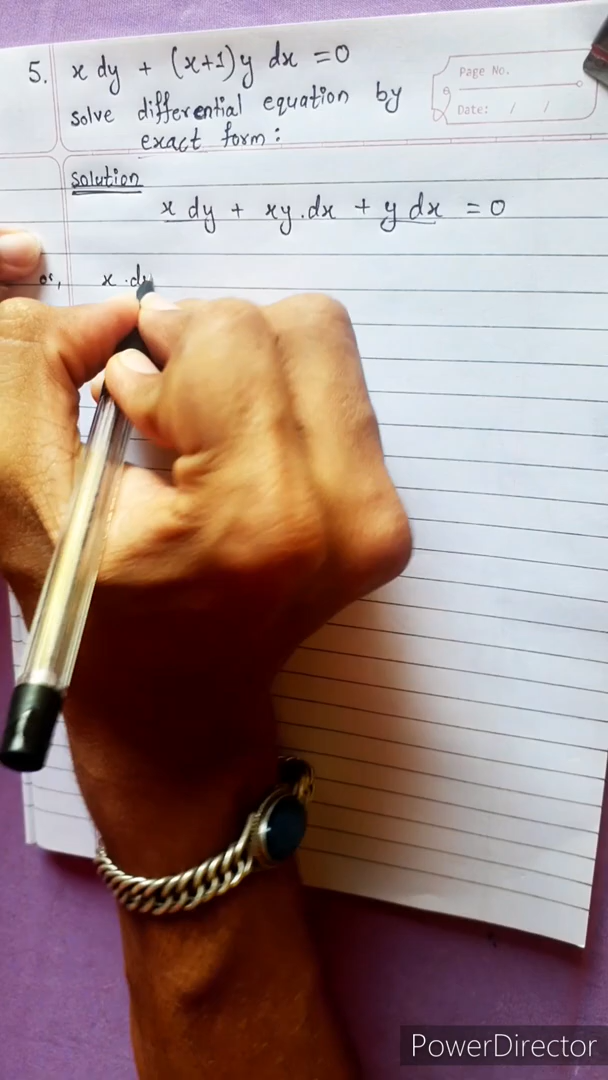 5. x dy + (x+1) y dx = 0
Page No.
solve differential equation by
Date: / /
exact form :
Solution
x dy + xy.dx + y dx = 0
or, x .dy
PowerDirector